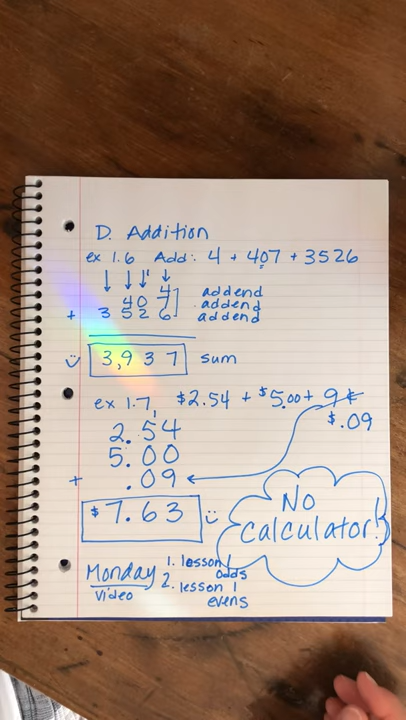 D. Addition
ex 1.6 Add: 4 + 407 + 3526
1
4 addend
407 addend
+ 3526 addend
3,937 sum
ex 1.7 $2.54 + $5.00 + 9¢
$.09
1
2.54
5.00
+ .09
$7.63
No
calculator!
Monday 1. lesson 1
odds
video 2. lesson 1
evens